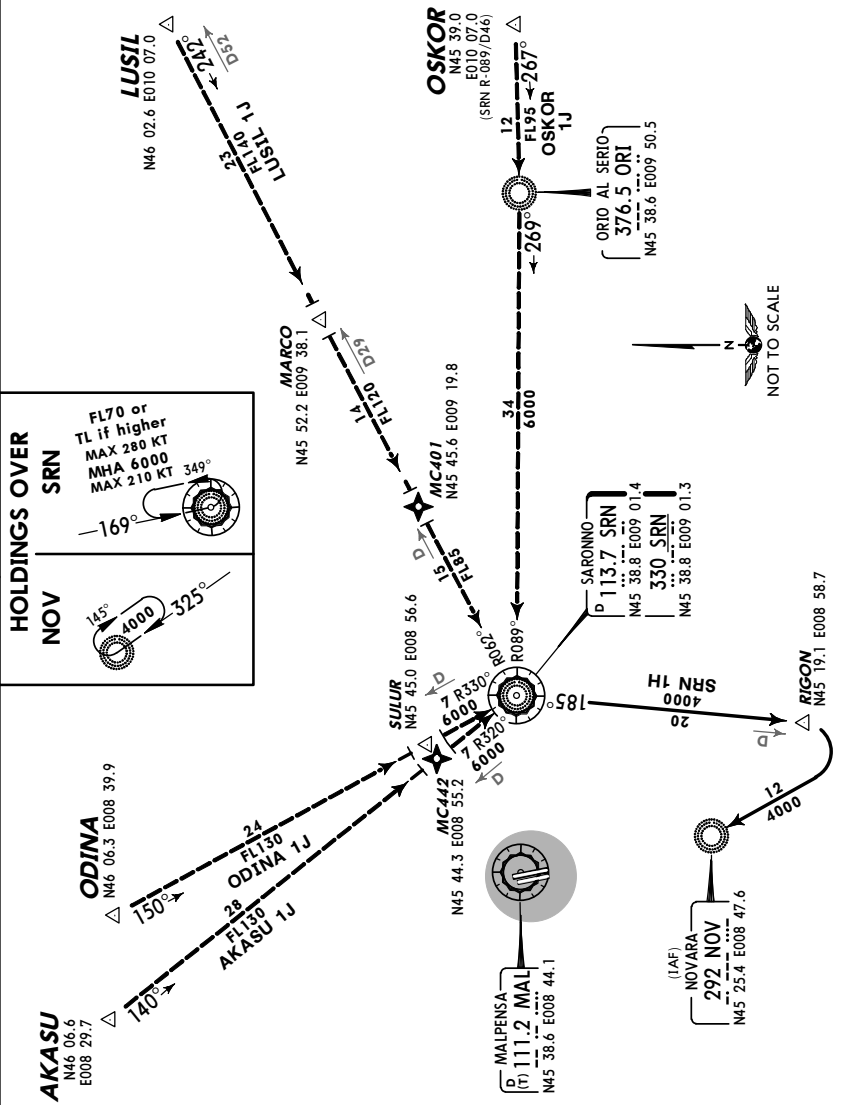 HOLDINGS OVER
NOV
SRN
145°
4000
325°
FL70 or
TL if higher
MAX 280 KT
MHA 6000
MAX 210 KT
349°
169°
AKASU
N46 06.6
E008 29.7
140°
28
FL130
AKASU 1J
ODINA
N46 06.3 E008 39.9
150°
24
FL130
ODINA 1J
LUSIL
N46 02.6 E010 07.0
242°
D52
23
FL140
LUSIL 1J
MARCO
N45 52.2 E009 38.1
D29
14
FL120
MC401
N45 45.6 E009 19.8
D
15
FL85
R062°
OSKOR
N45 39.0
E010 07.0
(SRN R-089/D46)
267°
12
FL95
OSKOR
1J
ORIO AL SERIO
376.5 ORI
N45 38.6 E009 50.5
269°
34
6000
R089°
SULUR
N45 45.0 E008 56.6
D
7 R330°
6000
7 R320°
6000
D
MC442
N45 44.3 E008 55.2
SARONNO
D 113.7 SRN
N45 38.8 E009 01.4
330 SRN
N45 38.8 E009 01.3
MALPENSA
D
(T) 111.2 MAL
N45 38.6 E008 44.1
185°
SRN 1H
4000
20
D
RIGON
N45 19.1 E008 58.7
12
4000
(IAF)
NOVARA
292 NOV
N45 25.4 E008 47.6
N
NOT TO SCALE